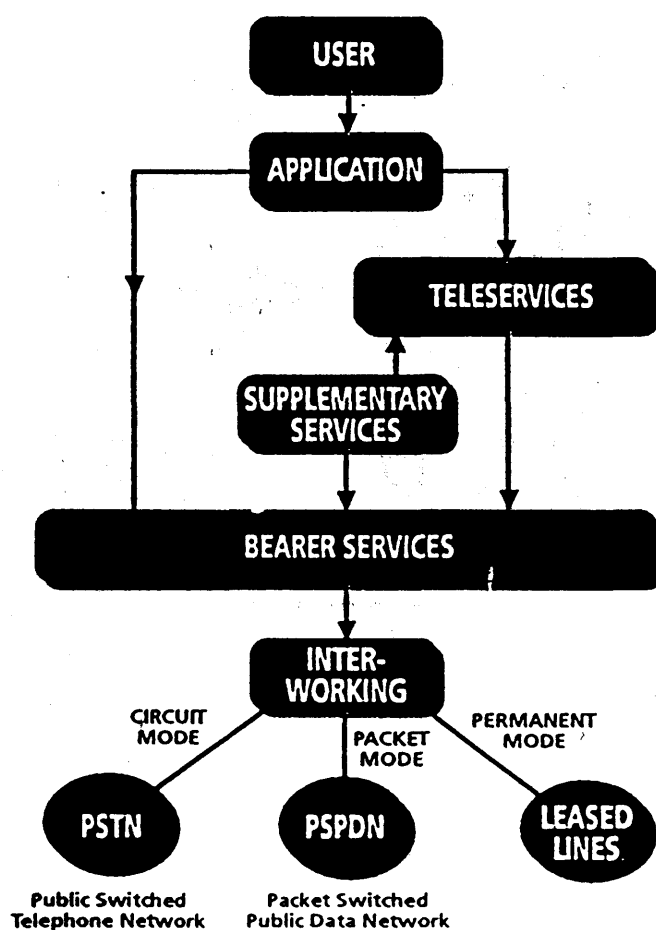 USER
APPLICATION
TELESERVICES
SUPPLEMENTARY
SERVICES
BEARER SERVICES
INTER-
WORKING
CIRCUIT
MODE
PACKET
MODE
PERMANENT
MODE
PSTN
PSPDN
LEASED
LINES
Public Switched
Telephone Network
Packet Switched
Public Data Network